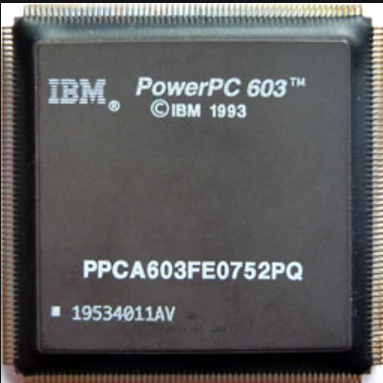 IBM® PowerPC 603™
©IBM 1993
PPCA603FE0752PQ
19534011AV